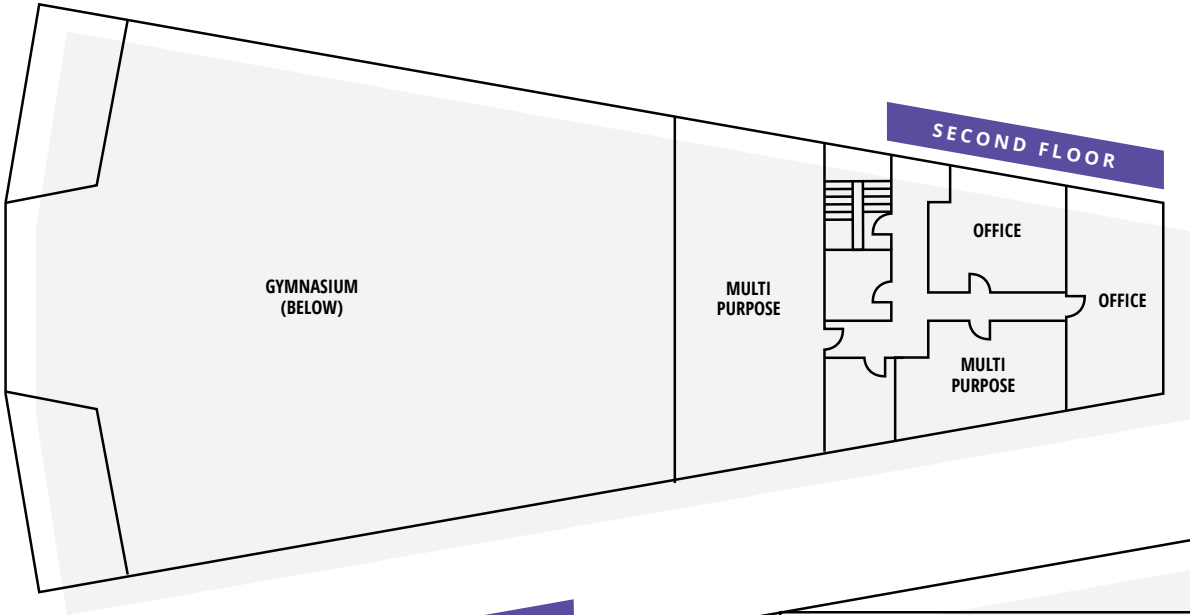 SECOND FLOOR
OFFICE
GYMNASIUM
(BELOW)
MULTI
PURPOSE
OFFICE
MULTI
PURPOSE